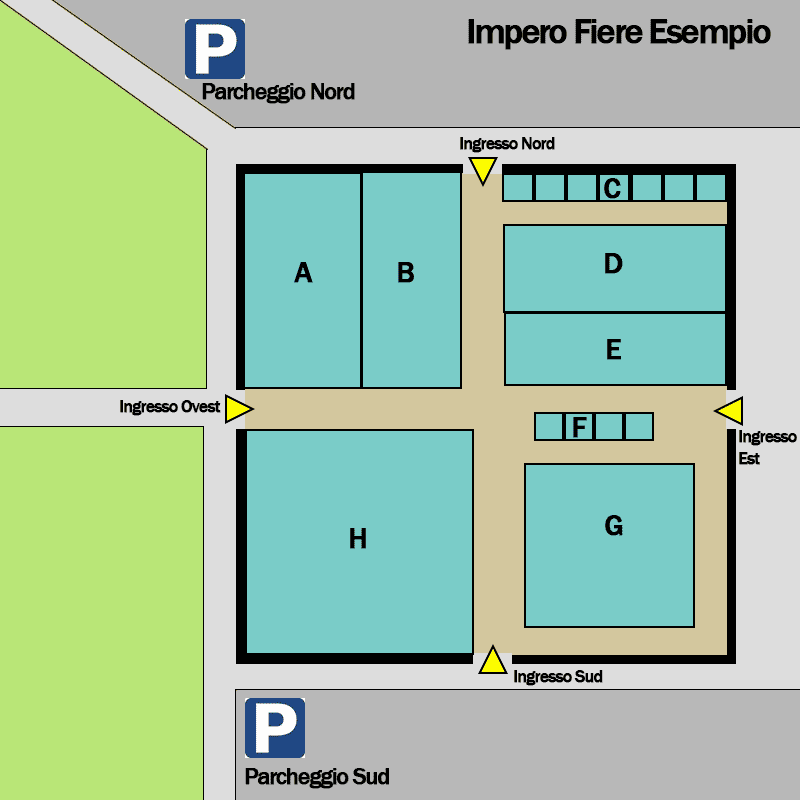 Impero Fiere Esempio
P
Parcheggio Nord
Ingresso Nord
C
A
B
D
E
Ingresso Ovest
F
Ingresso
Est
G
H
Ingresso Sud
P
Parcheggio Sud